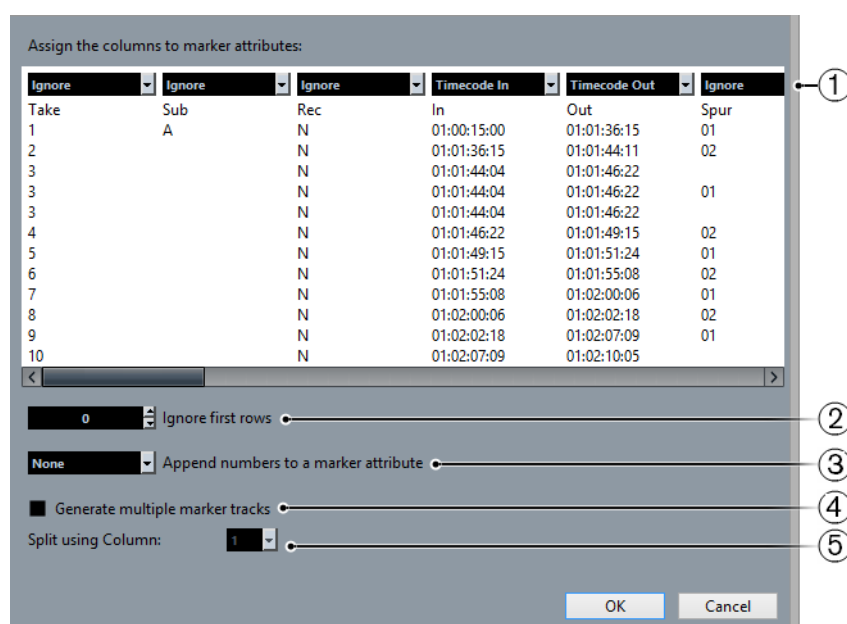 Assign the columns to marker attributes:
Ignore Ignore Ignore Timecode In Timecode Out Ignore 1
Take Sub Rec In Out Spur
1 A N 01:00:15:00 01:01:36:15 01
2 N 01:01:36:15 01:01:44:11 02
3 N 01:01:44:04 01:01:46:22
3 N 01:01:44:04 01:01:46:22 01
3 N 01:01:44:04 01:01:46:22
4 N 01:01:46:22 01:01:49:15 02
5 N 01:01:49:15 01:01:51:24 01
6 N 01:01:51:24 01:01:55:08 02
7 N 01:01:55:08 01:02:00:06 01
8 N 01:02:00:06 01:02:02:18 02
9 N 01:02:02:18 01:02:07:09 01
10 N 01:02:07:09 01:02:10:05
0 Ignore first rows 2
None Append numbers to a marker attribute 3
Generate multiple marker tracks 4
Split using Column: 1 5
OK Cancel